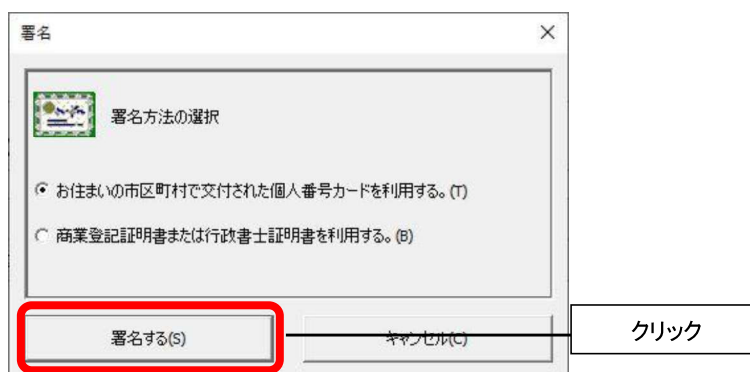 署名
署名方法の選択
お住まいの市区町村で交付された個人番号カードを利用する。(T)
商業登記証明書または行政書士証明書を利用する。(B)
署名する(S)
キャンセル(C)
クリック